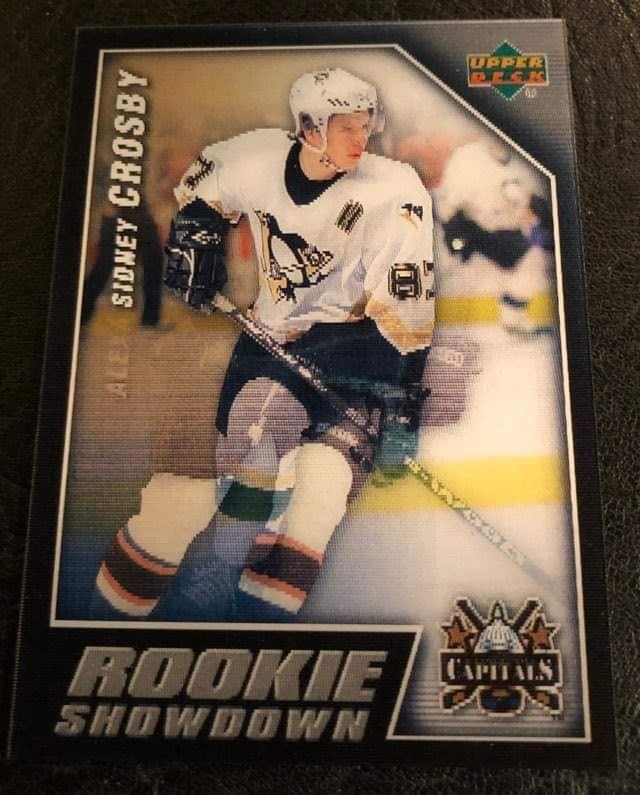 UPPER
DECK
SIDNEY CROSBY
ALEX
ROOKIE
SHOWDOWN
CAPITALS